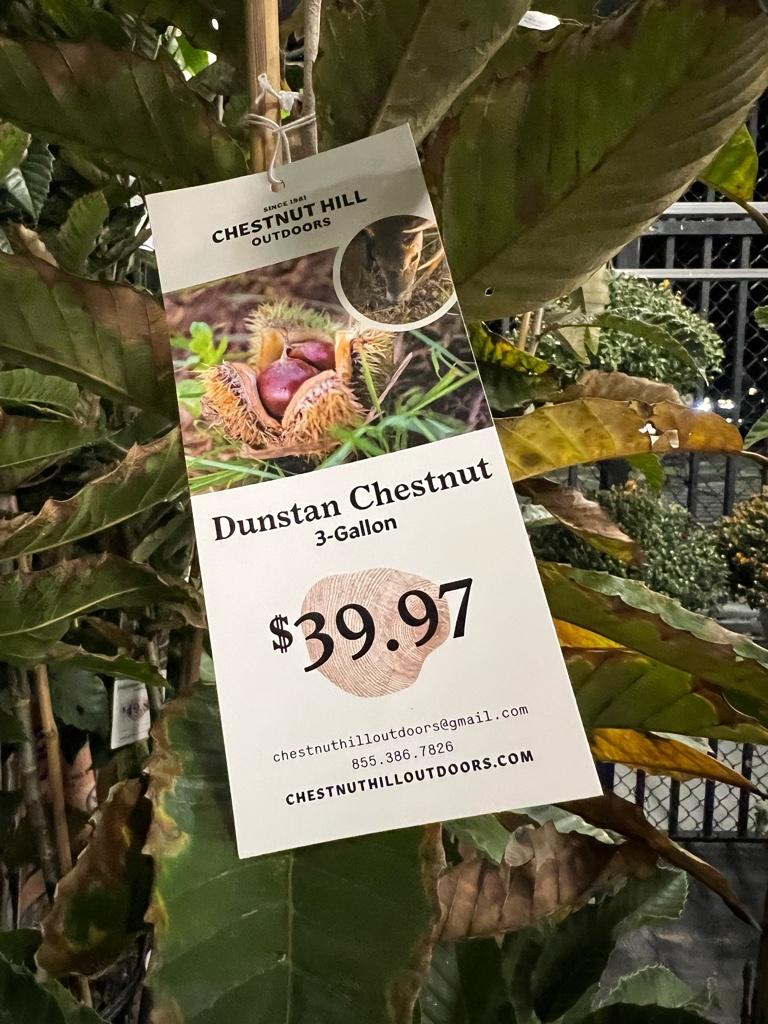 SINCE 1981
CHESTNUT HILL
OUTDOORS
Dunstan Chestnut
3-Gallon
$39.97
chestnuthilloutdoors@gmail.com
855.386.7826
CHESTNUTHILLOUTDOORS.COM